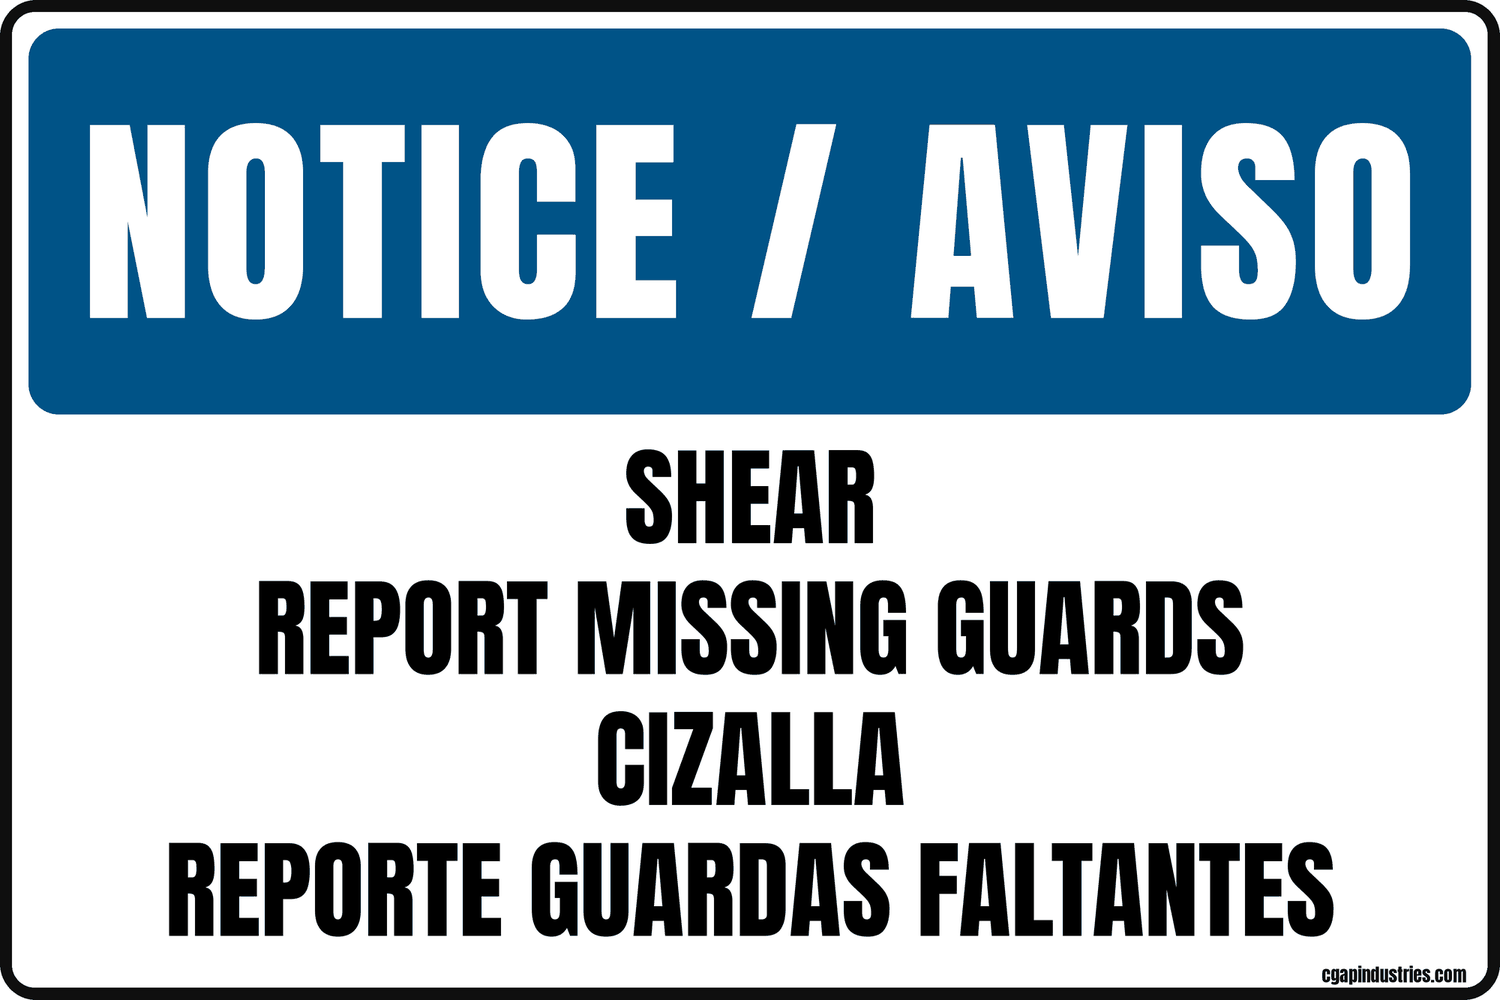 NOTICE / AVISO
SHEAR
REPORT MISSING GUARDS
CIZALLA
REPORTE GUARDAS FALTANTES
cgapindustries.com